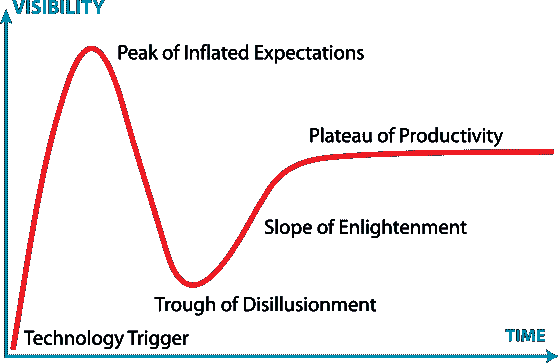 VISIBILITY
Peak of Inflated Expectations
Plateau of Productivity
Slope of Enlightenment
Trough of Disillusionment
Technology Trigger
TIME